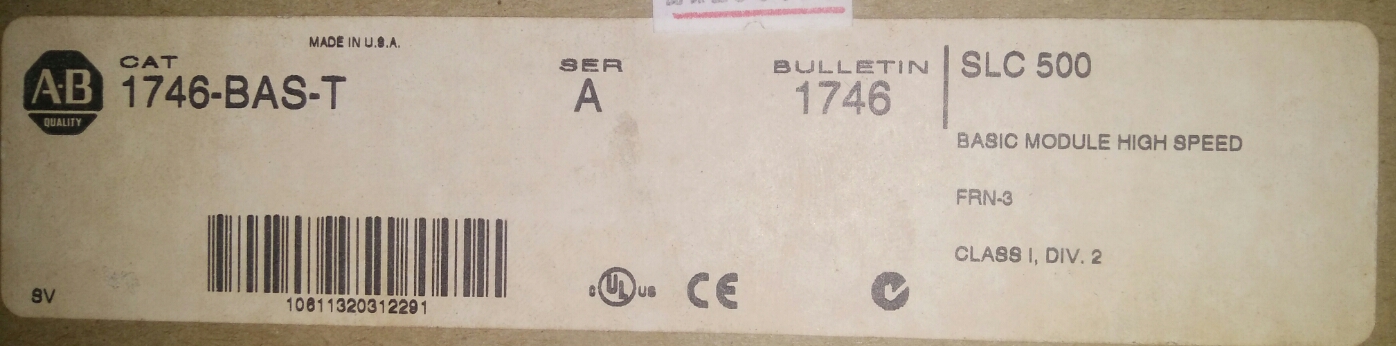 MADE IN U.S.A.
A-B
QUALITY
CAT
1746-BAS-T
SER
A
BULLETIN
1746
SLC 500
BASIC MODULE HIGH SPEED
FRN-3
CLASS I, DIV. 2
SV
10611320312291
C UL US
CE